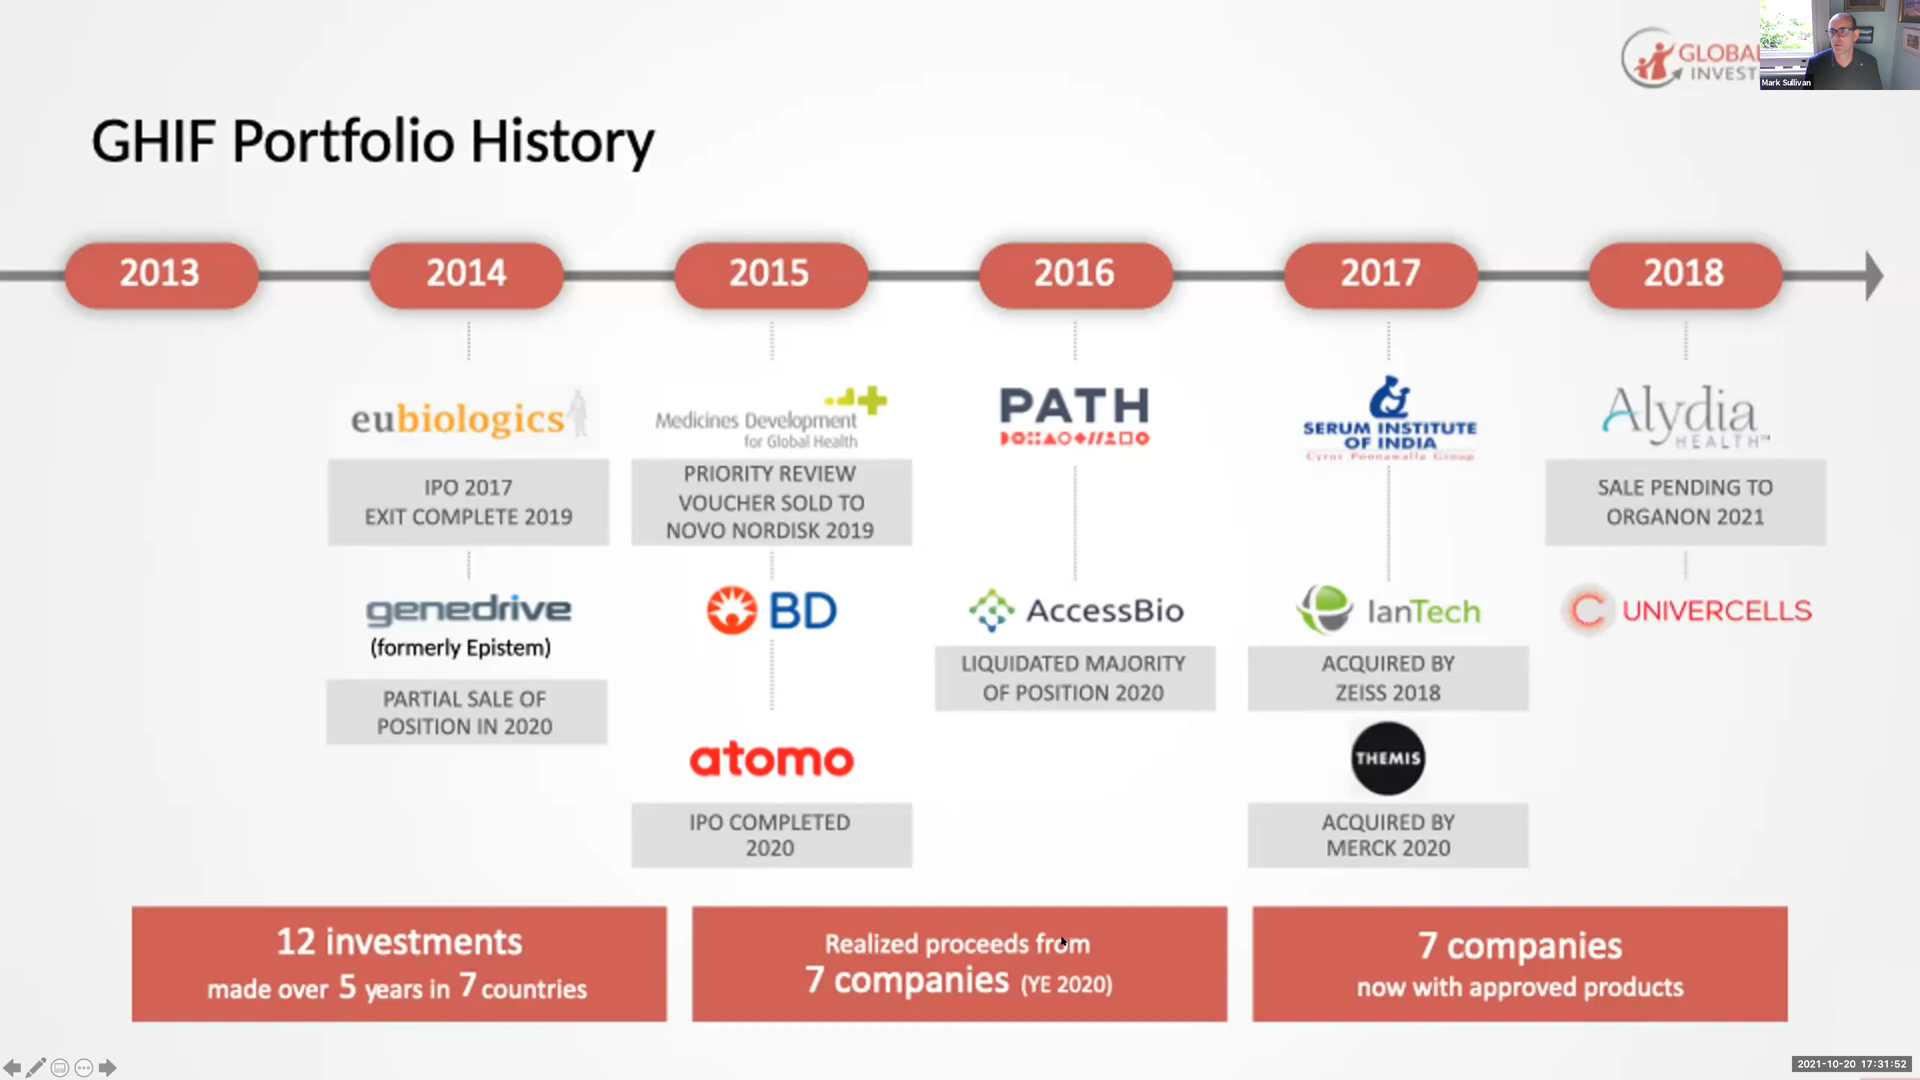 GLOBAL
INVEST
Mark Sullivan
GHIF Portfolio History
2013
2014
2015
2016
2017
2018
eubiologics
IPO 2017
EXIT COMPLETE 2019
genedrive
(formerly Epistem)
PARTIAL SALE OF
POSITION IN 2020
Medicines Development
for Global Health
PRIORITY REVIEW
VOUCHER SOLD TO
NOVO NORDISK 2019
BD
atomo
IPO COMPLETED
2020
PATH
AccessBio
LIQUIDATED MAJORITY
OF POSITION 2020
SERUM INSTITUTE
OF INDIA
Cyrus Poonawalla Group
IanTech
ACQUIRED BY
ZEISS 2018
THEMIS
ACQUIRED BY
MERCK 2020
Alydia
HEALTH™
SALE PENDING TO
ORGANON 2021
UNIVERCELLS
12 investments
made over 5 years in 7 countries
Realized proceeds from
7 companies (YE 2020)
7 companies
now with approved products
2021-10-20 17:31:52